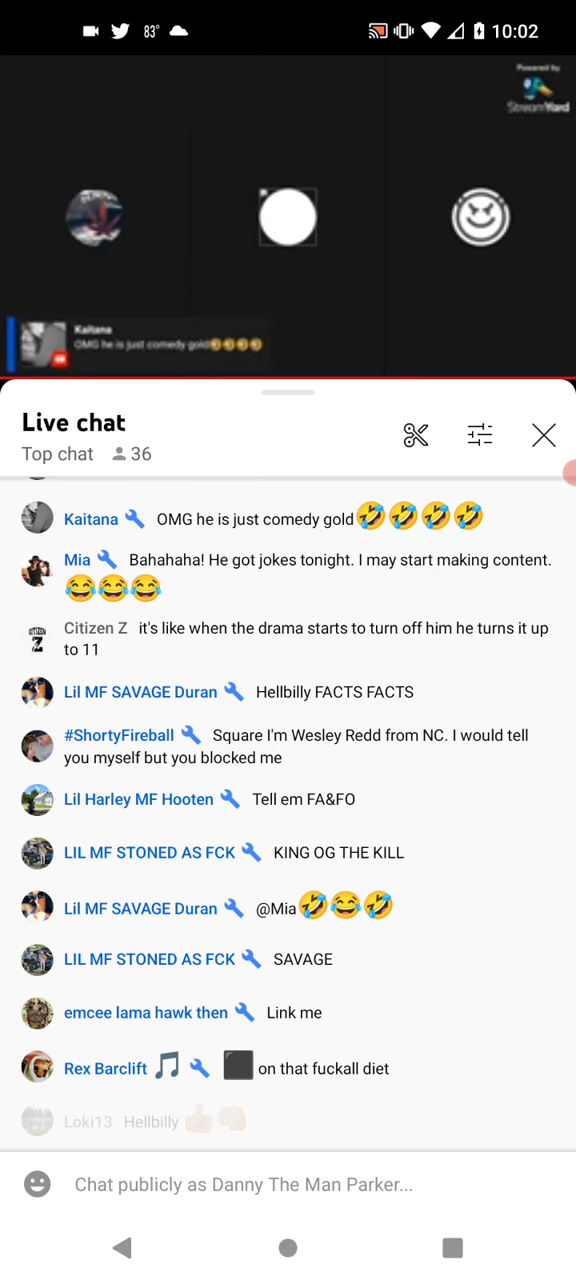 83° 10:02
Powered by
StreamYard
Kaitana
OMG he is just comedy gold🤣🤣🤣🤣
Live chat
Top chat 36
Kaitana OMG he is just comedy gold🤣🤣🤣🤣
Mia Bahahaha! He got jokes tonight. I may start making content.
😂😂😂
CITIZEN
Z
Citizen Z it's like when the drama starts to turn off him he turns it up
to 11
Lil MF SAVAGE Duran Hellbilly FACTS FACTS
#ShortyFireball Square I'm Wesley Redd from NC. I would tell
you myself but you blocked me
Lil Harley MF Hooten Tell em FA&FO
LIL MF STONED AS FCK KING OG THE KILL
Lil MF SAVAGE Duran @Mia🤣😂🤣
LIL MF STONED AS FCK SAVAGE
emcee lama hawk then Link me
Rex Barclift 🎵 ⬛ on that fuckall diet
Loki13 Hellbilly 👍👊
Chat publicly as Danny The Man Parker...